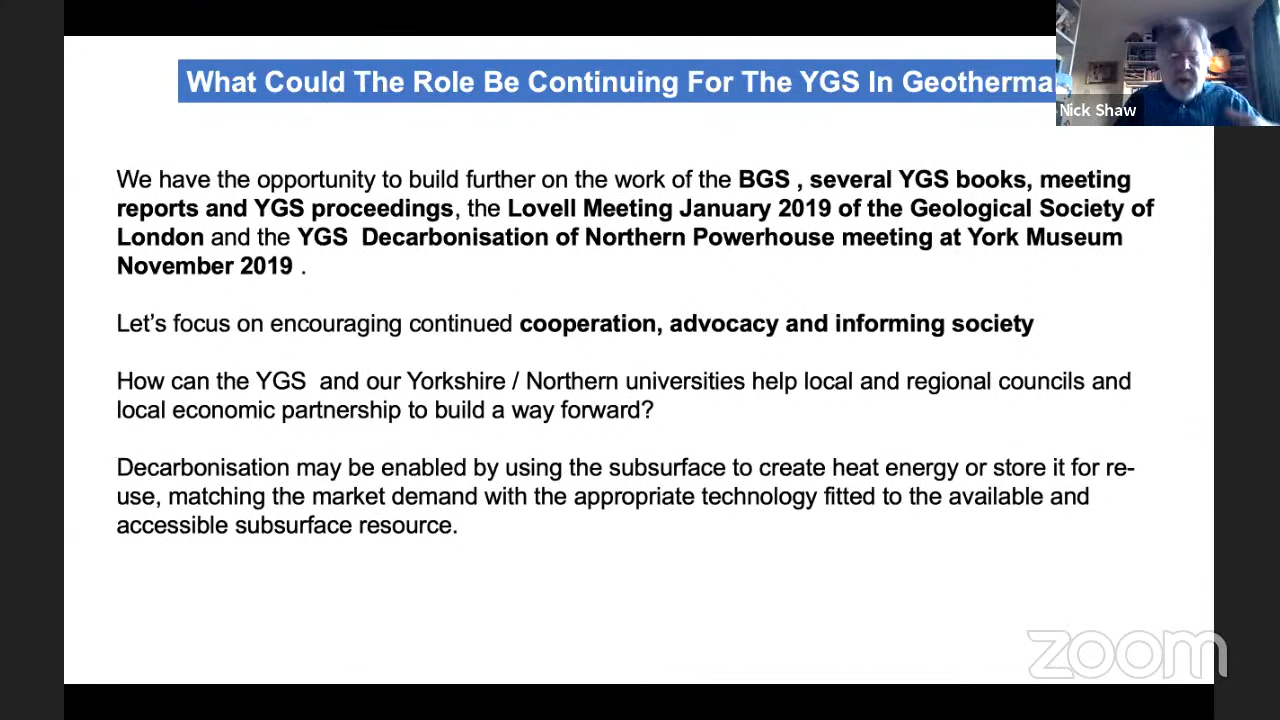 What Could The Role Be Continuing For The YGS In Geotherma
Nick Shaw
We have the opportunity to build further on the work of the BGS , several YGS books, meeting
reports and YGS proceedings, the Lovell Meeting January 2019 of the Geological Society of
London and the YGS  Decarbonisation of Northern Powerhouse meeting at York Museum
November 2019 .
Let’s focus on encouraging continued cooperation, advocacy and informing society
How can the YGS  and our Yorkshire / Northern universities help local and regional councils and
local economic partnership to build a way forward?
Decarbonisation may be enabled by using the subsurface to create heat energy or store it for re-
use, matching the market demand with the appropriate technology fitted to the available and
accessible subsurface resource.
zoom